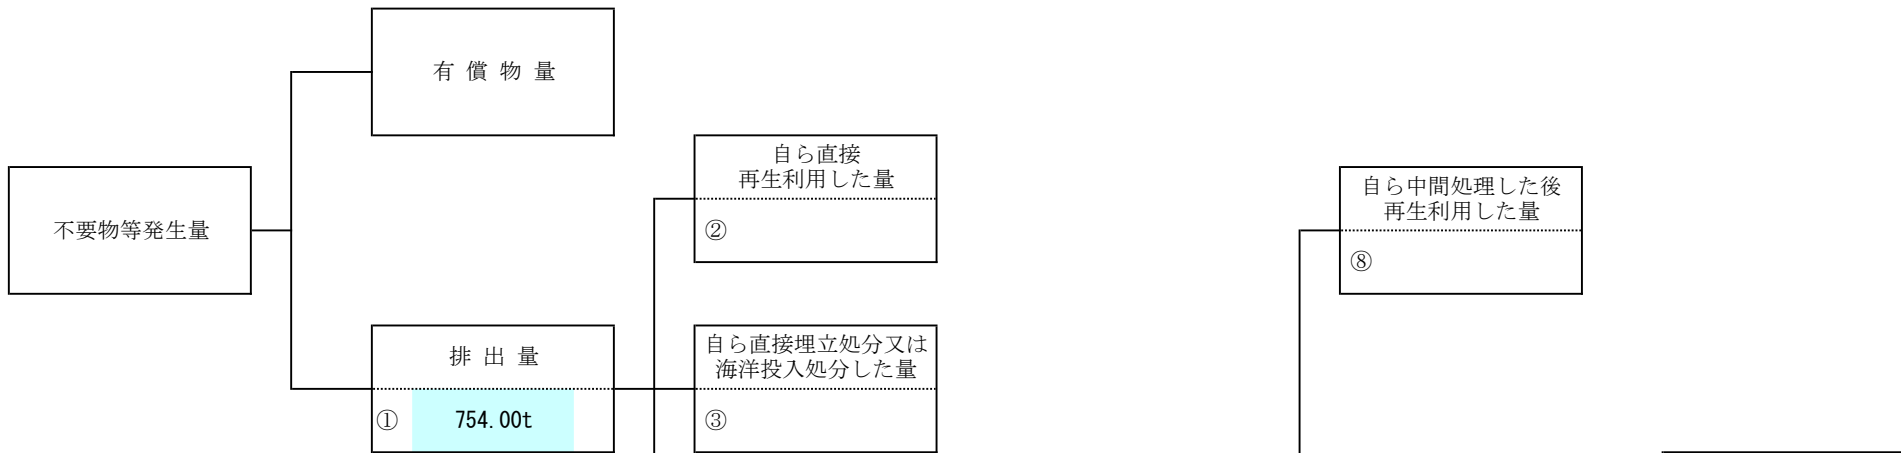 有 償 物 量
自ら直接
再生利用した量
②
不要物等発生量
自ら中間処理した後
再生利用した量
⑧
排 出 量
① 754.00t
自ら直接埋立処分又は
海洋投入処分した量
③